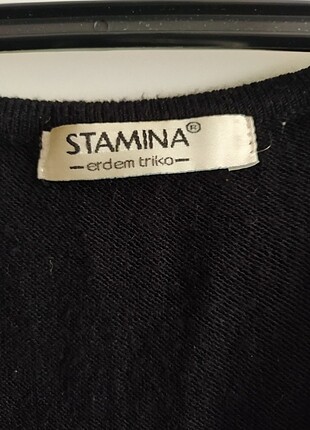 STAMINA®
-erdem triko-